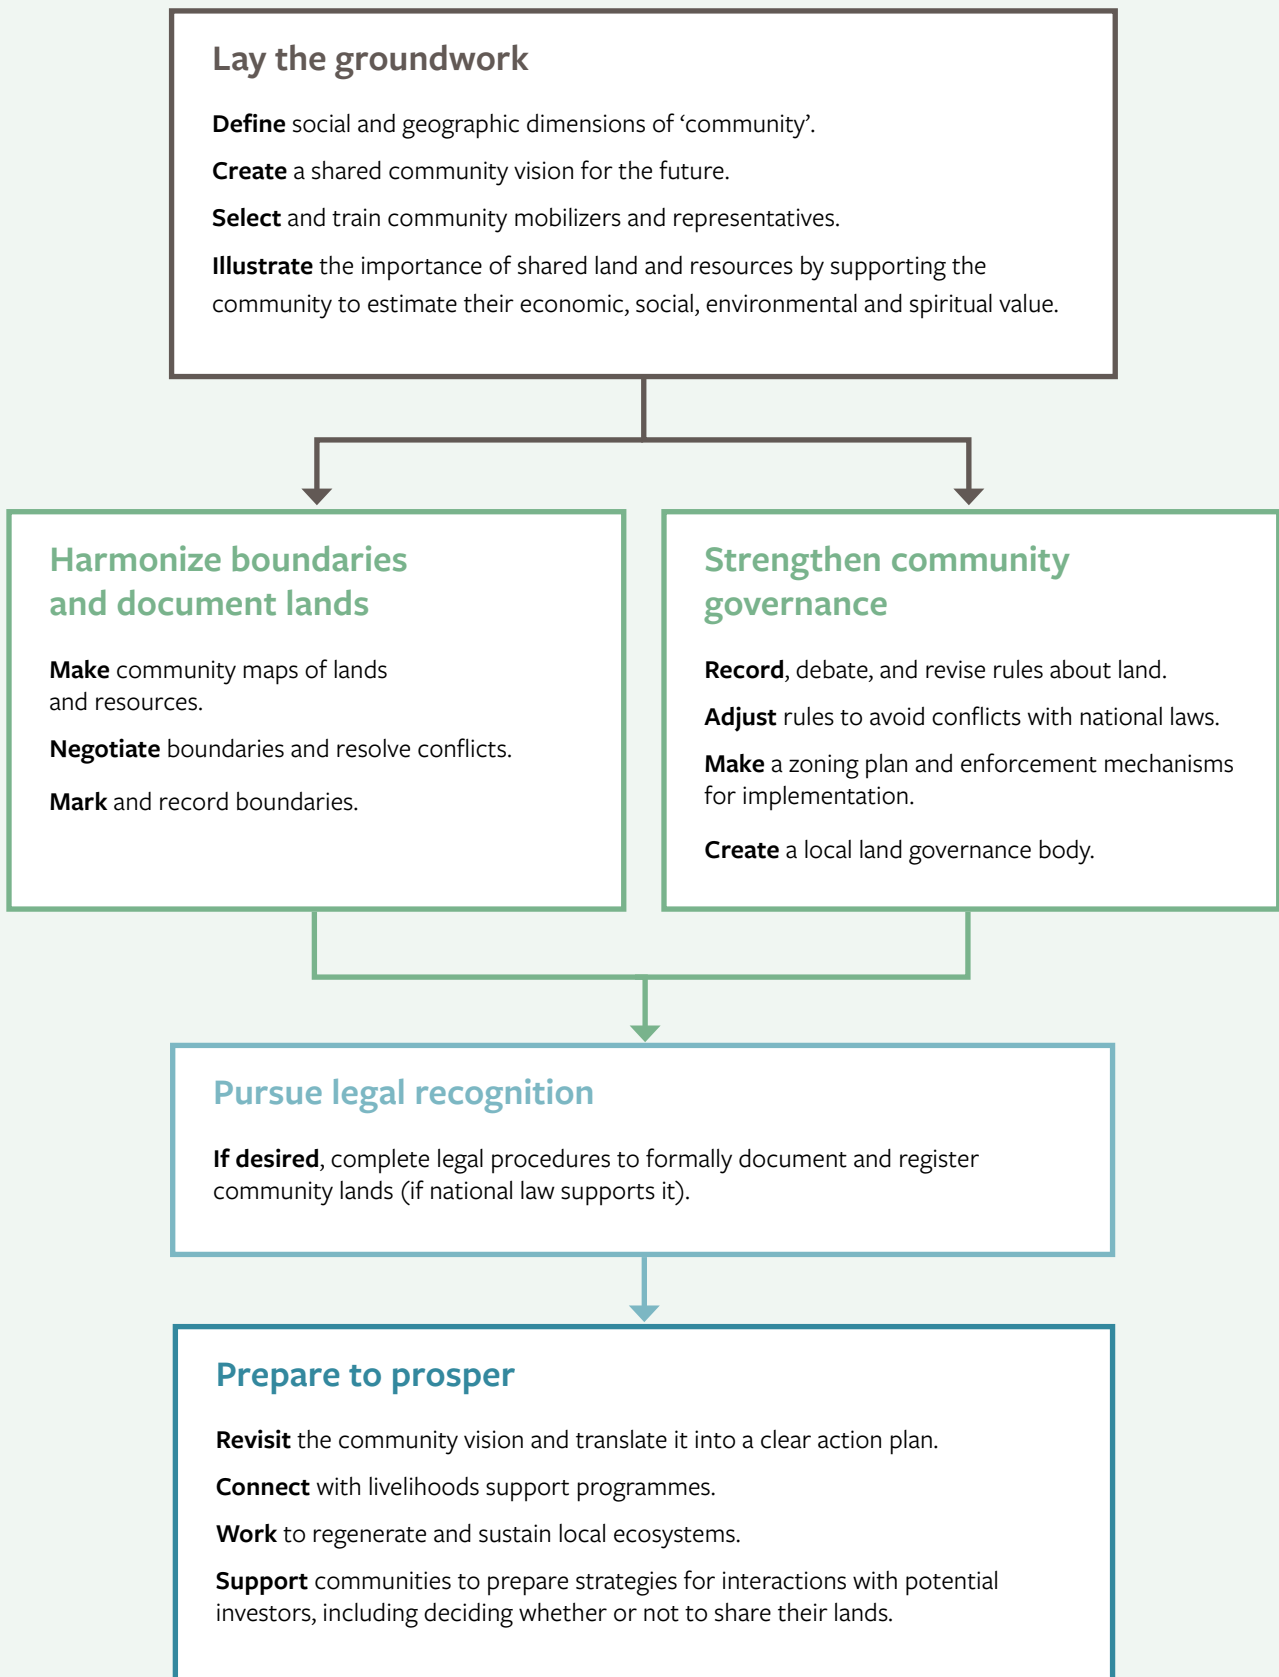 Lay the groundwork
Define social and geographic dimensions of ‘community’.
Create a shared community vision for the future.
Select and train community mobilizers and representatives.
Illustrate the importance of shared land and resources by supporting the
community to estimate their economic, social, environmental and spiritual value.
Harmonize boundaries
and document lands
Make community maps of lands
and resources.
Negotiate boundaries and resolve conflicts.
Mark and record boundaries.
Strengthen community
governance
Record, debate, and revise rules about land.
Adjust rules to avoid conflicts with national laws.
Make a zoning plan and enforcement mechanisms
for implementation.
Create a local land governance body.
Pursue legal recognition
If desired, complete legal procedures to formally document and register
community lands (if national law supports it).
Prepare to prosper
Revisit the community vision and translate it into a clear action plan.
Connect with livelihoods support programmes.
Work to regenerate and sustain local ecosystems.
Support communities to prepare strategies for interactions with potential
investors, including deciding whether or not to share their lands.